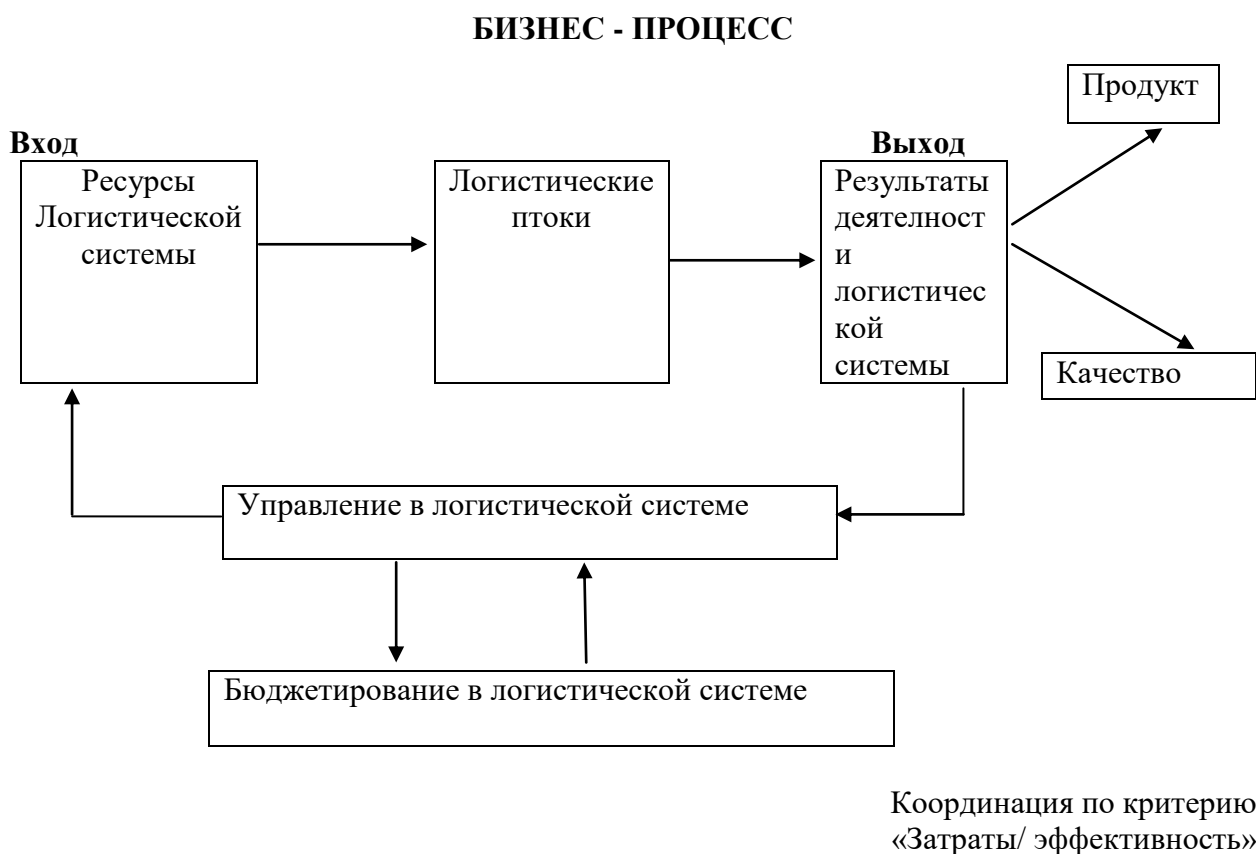 БИЗНЕС - ПРОЦЕСС
Продукт
Вход
Выход
Ресурсы
Логистической
системы
Логистические
птоки
Результаты
деятелност
и
логистичес
кой
системы
Качество
Управление в логистической системе
Бюджетирование в логистической системе
Координация по критерию
«Затраты/ эффективность»